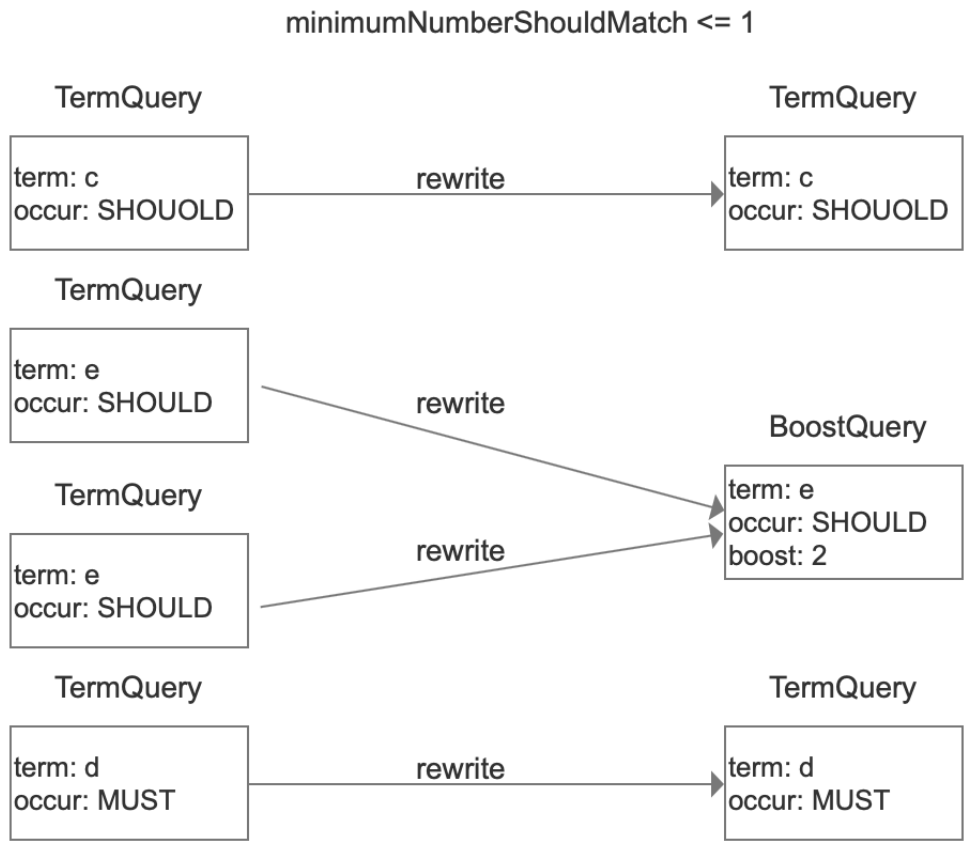 minimumNumberShouldMatch <= 1
TermQuery
TermQuery
term: c
occur: SHOUOLD
rewrite
term: c
occur: SHOUOLD
TermQuery
term: e
occur: SHOULD
rewrite
BoostQuery
term: e
occur: SHOULD
boost: 2
TermQuery
term: e
occur: SHOULD
rewrite
TermQuery
TermQuery
term: d
occur: MUST
rewrite
term: d
occur: MUST